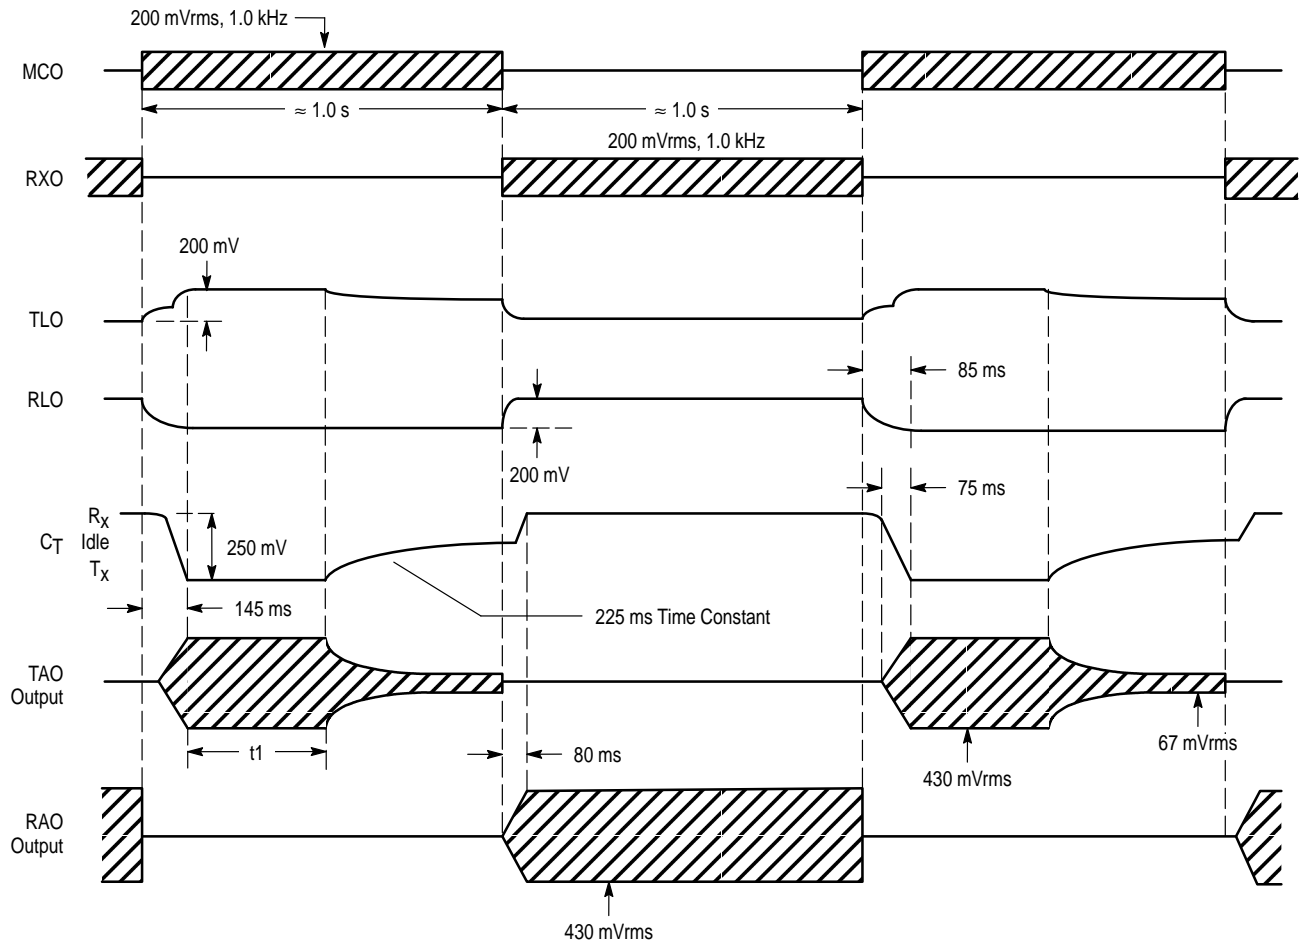 200 mVrms, 1.0 kHz
MCO
≈ 1.0 s
≈ 1.0 s
200 mVrms, 1.0 kHz
RXO
200 mV
TLO
85 ms
RLO
200 mV
75 ms
Rx
CT Idle
Tx
250 mV
145 ms
225 ms Time Constant
TAO
Output
t1
80 ms
67 mVrms
430 mVrms
RAO
Output
430 mVrms